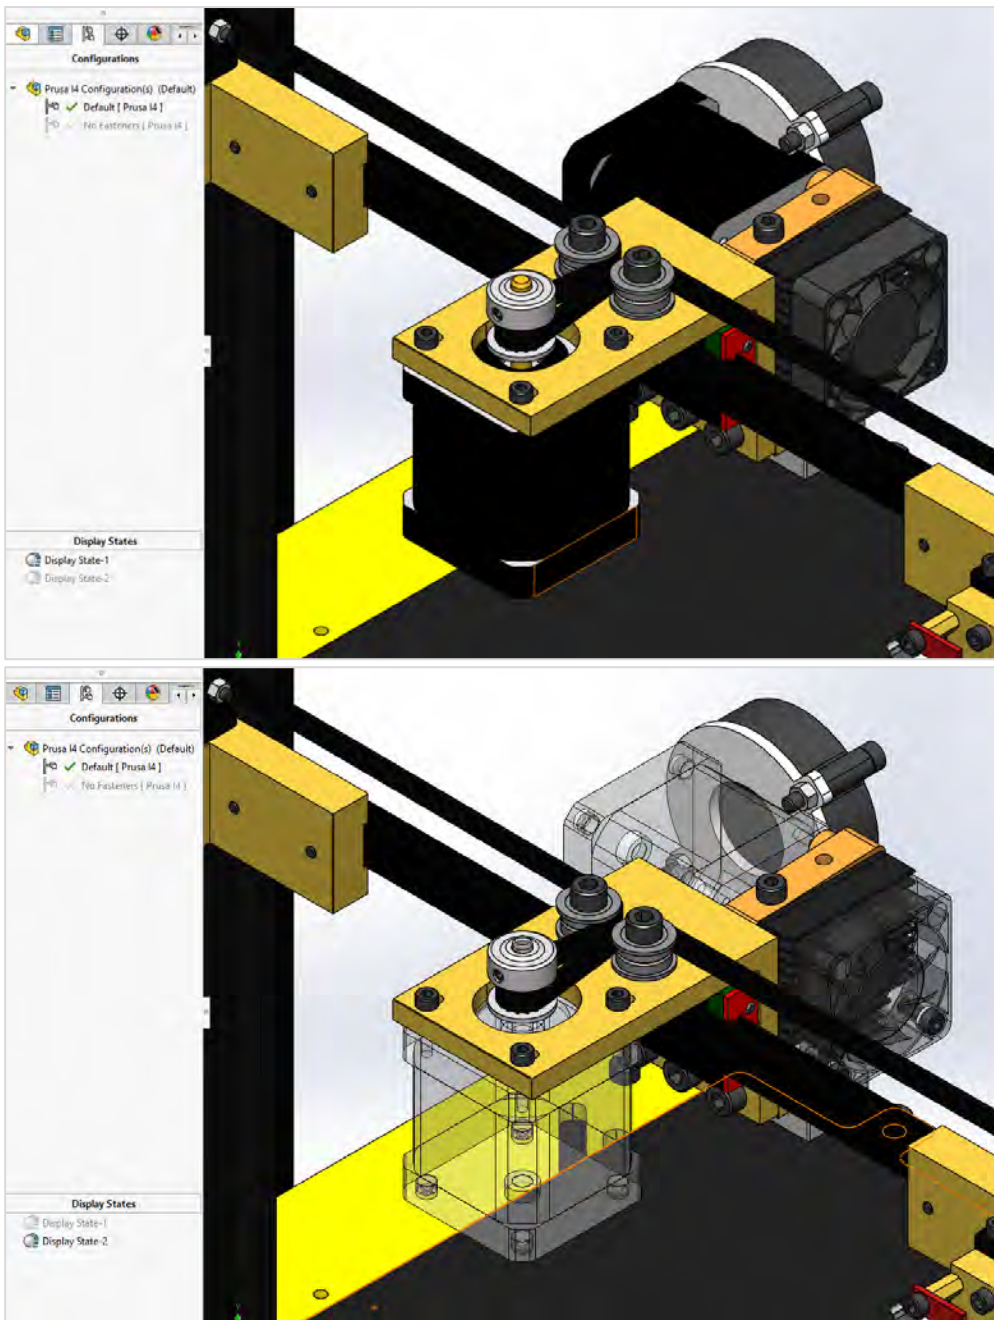 Configurations
Prusa I4 Configuration(s) (Default)
Default [ Prusa I4 ]
No Fasteners [ Prusa I4 ]
Display States
Display State-1
Display State-2
Configurations
Prusa I4 Configuration(s) (Default)
Default [ Prusa I4 ]
No Fasteners [ Prusa I4 ]
Display States
Display State-1
Display State-2